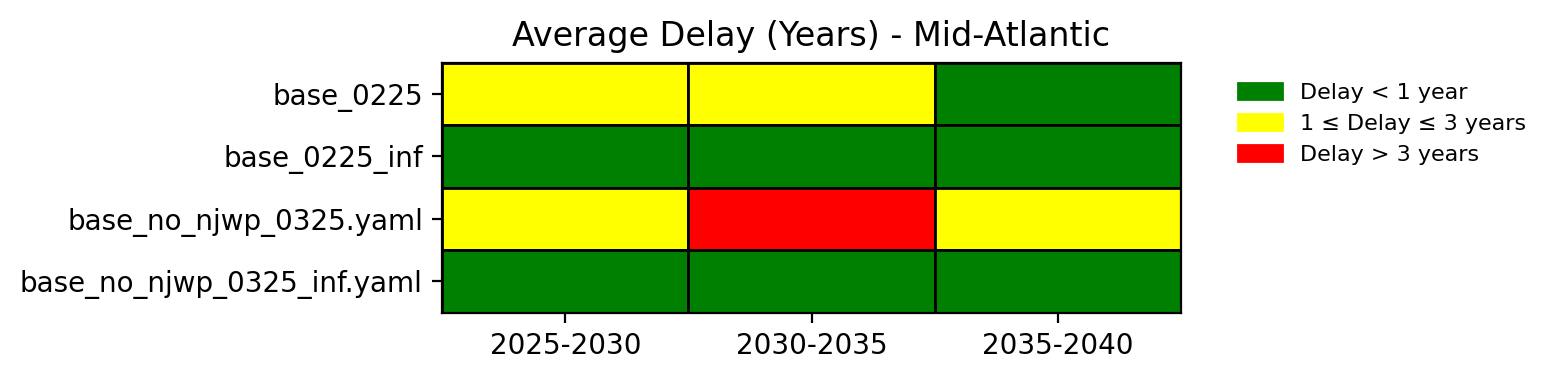 Average Delay (Years) - Mid-Atlantic
base_0225
base_0225_inf
base_no_njwp_0325.yaml
base_no_njwp_0325_inf.yaml
2025-2030
2030-2035
2035-2040
Delay < 1 year
1 ≤ Delay ≤ 3 years
Delay > 3 years